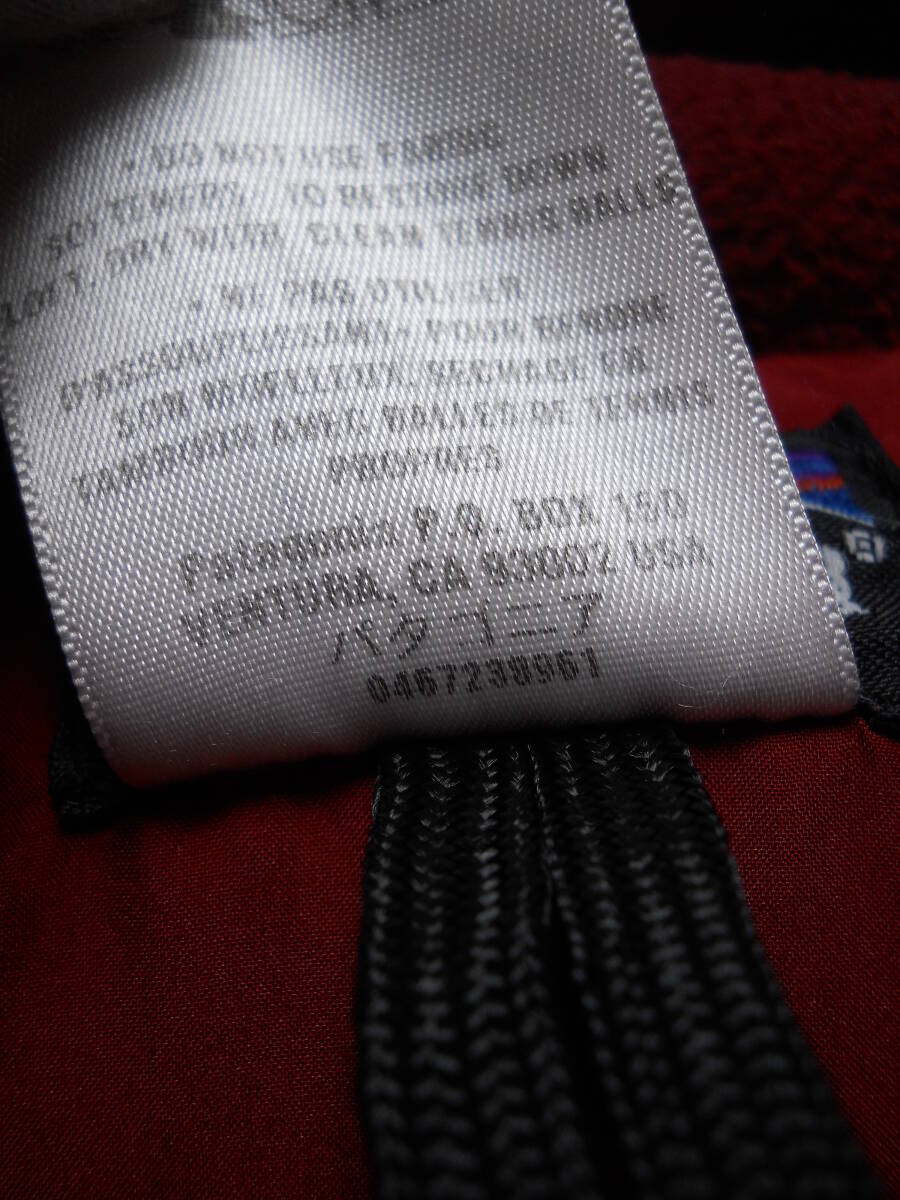 • DO NOT USE FABRIC
SOFTENERS. TO RESTORE DOWN
LOFT, DRY WITH CLEAN TENNIS BALLS
• NE PAS UTILISER
D'ASSOUPLISSANT. POUR RENDRE
SON MOELLEUX, SECHAGE EN
TAMBOUR AVEC BALLES DE TENNIS
PROPRES
Patagonia P.O. BOX 150
VENTURA, CA 93002 USA
パタゴニア
0467238961
®